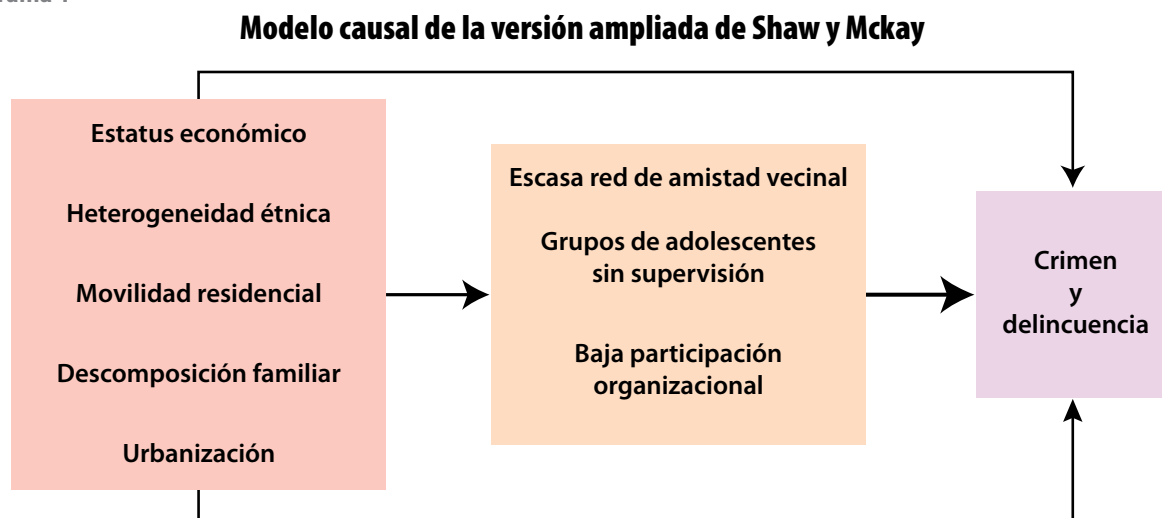 Modelo causal de la versión ampliada de Shaw y Mckay
Estatus económico
Heterogeneidad étnica
Movilidad residencial
Descomposición familiar
Urbanización
Escasa red de amistad vecinal
Grupos de adolescentes
sin supervisión
Baja participación
organizacional
Crimen
y
delincuencia